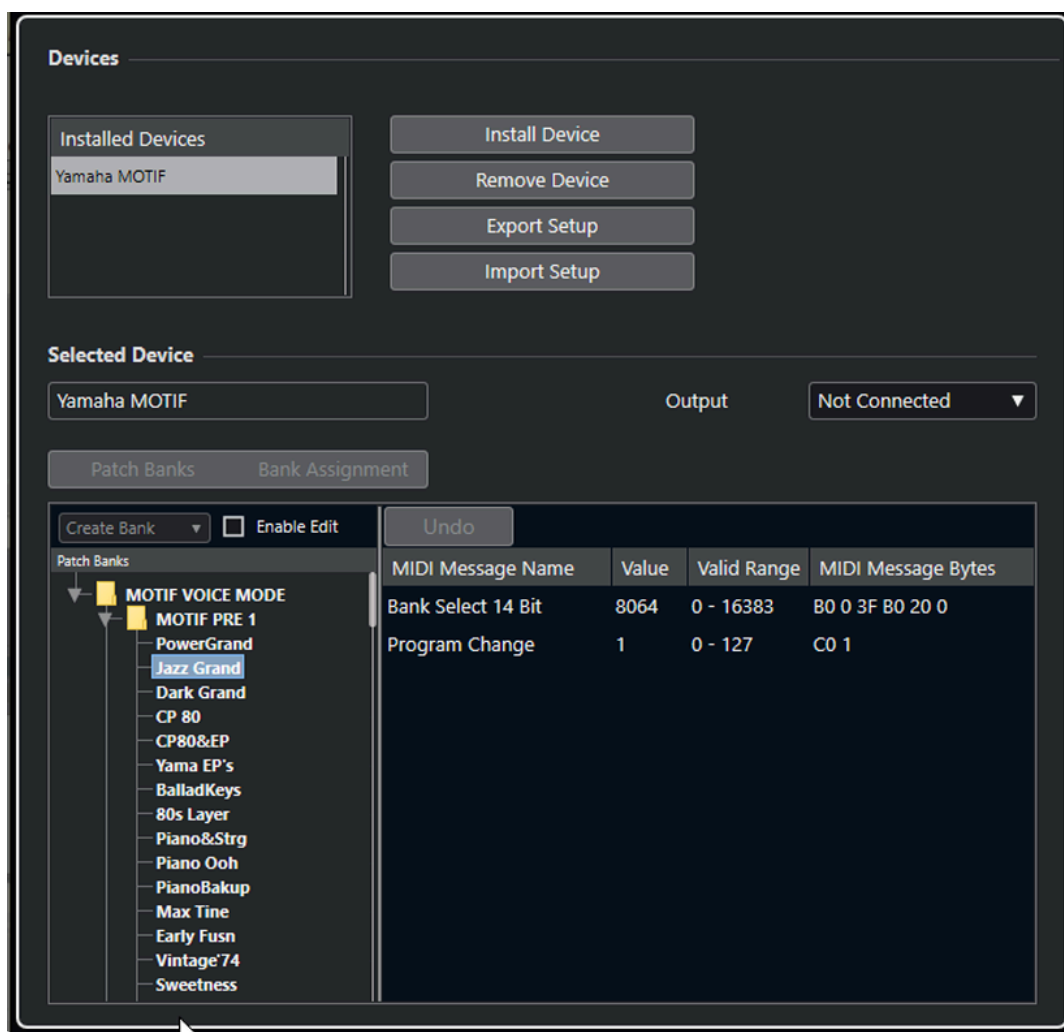 Devices
Installed Devices
Yamaha MOTIF
Install Device
Remove Device
Export Setup
Import Setup
Selected Device
Yamaha MOTIF
Output
Not Connected
Patch Banks
Bank Assignment
Create Bank
Enable Edit
Undo
Patch Banks
MOTIF VOICE MODE
MOTIF PRE 1
PowerGrand
Jazz Grand
Dark Grand
CP 80
CP80&EP
Yama EP's
BalladKeys
80s Layer
Piano&Strg
Piano Ooh
PianoBakup
Max Tine
Early Fusn
Vintage'74
Sweetness
MIDI Message Name Value Valid Range MIDI Message Bytes
Bank Select 14 Bit 8064 0 - 16383 B0 0 3F B0 20 0
Program Change 1 0 - 127 C0 1